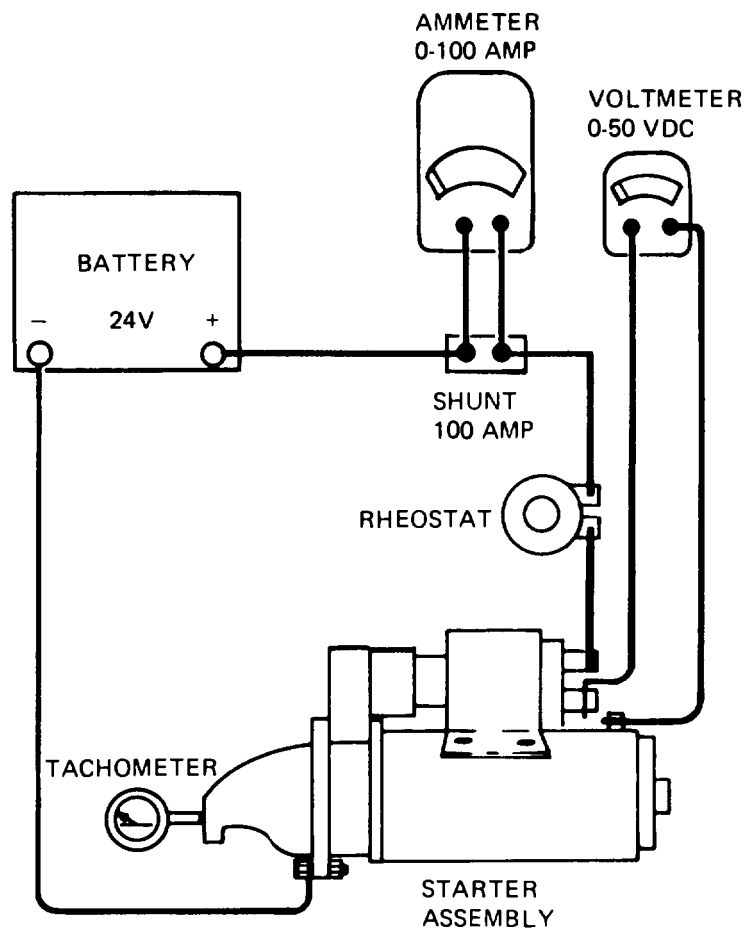 AMMETER
0-100 AMP
VOLTMETER
0-50 VDC
BATTERY
- 24V +
SHUNT
100 AMP
RHEOSTAT
TACHOMETER
STARTER
ASSEMBLY